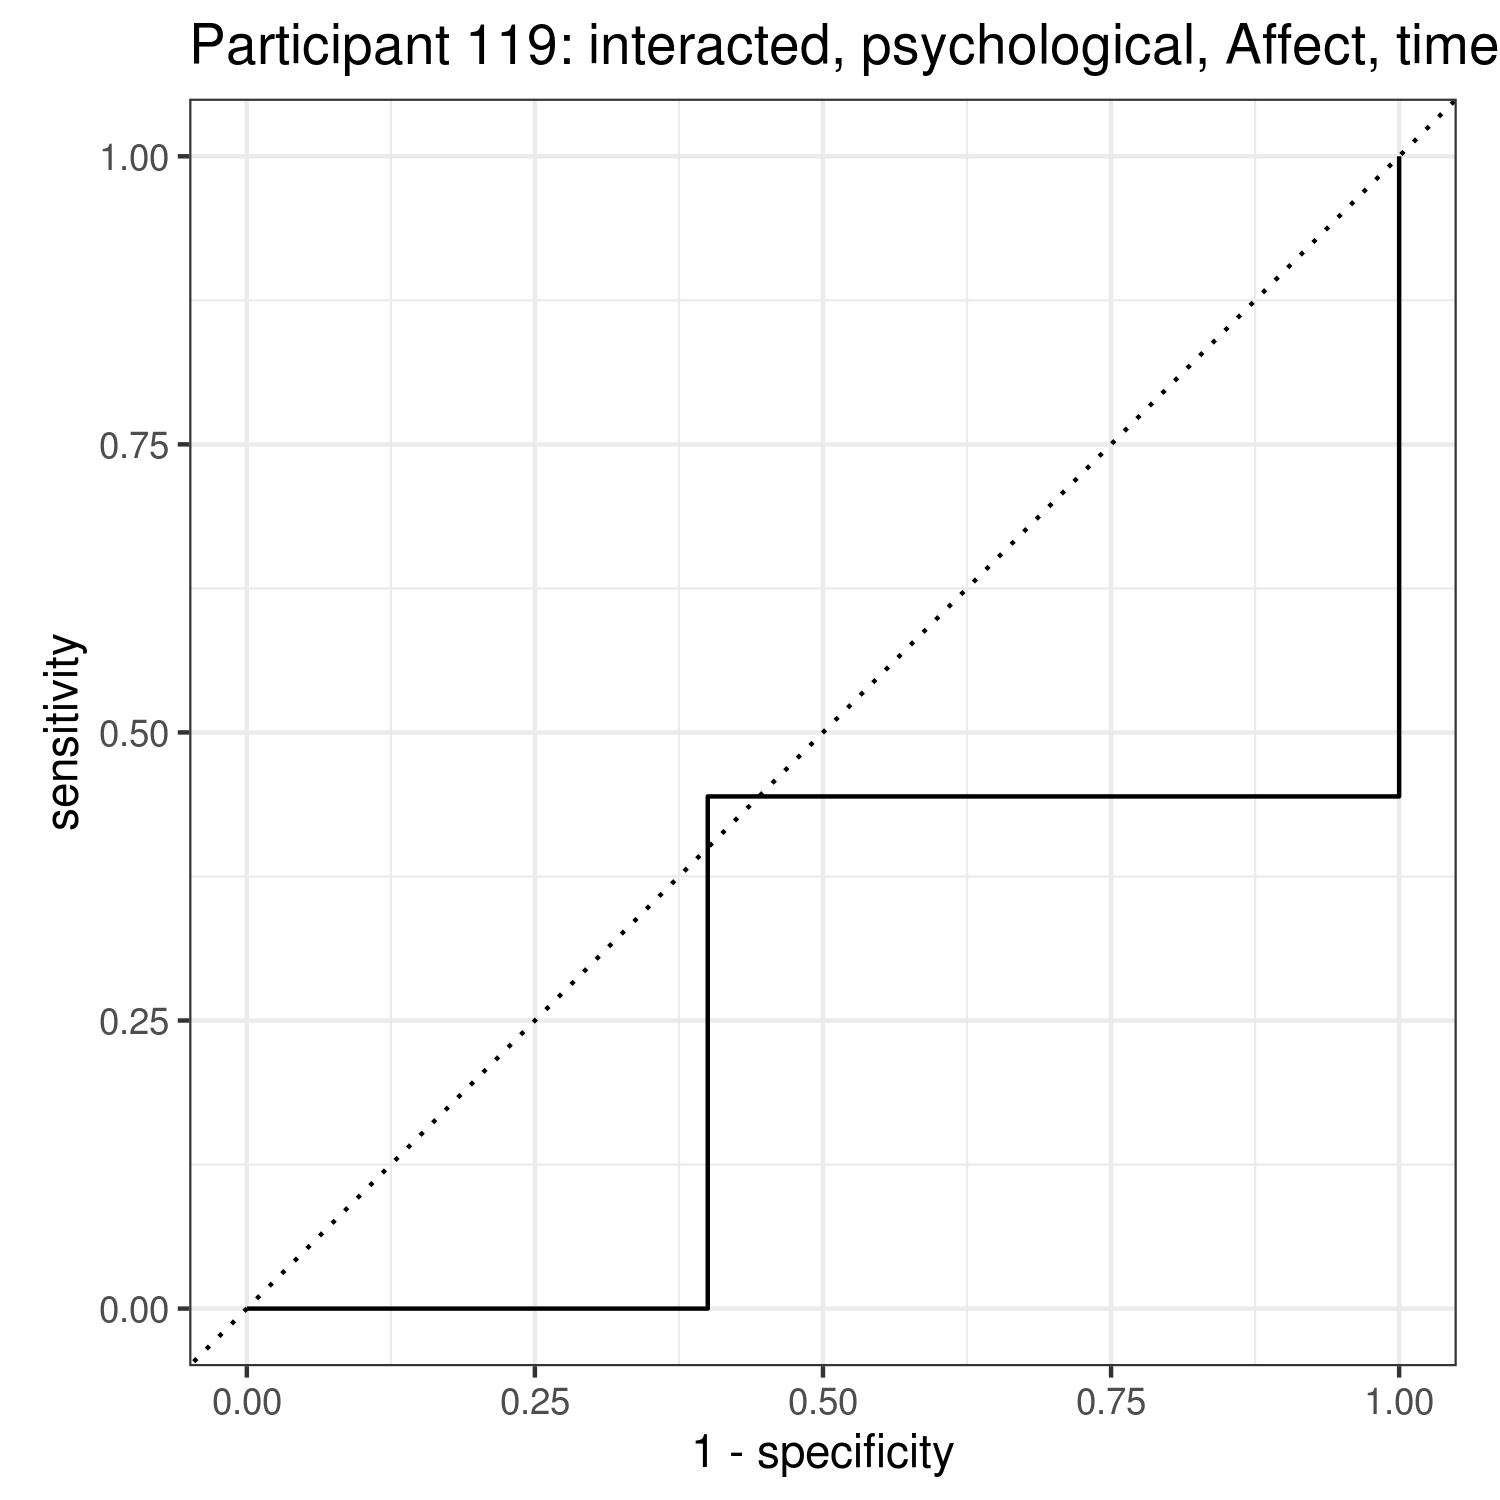 Participant 119: interacted, psychological, Affect, time
1.00
0.75
0.50
0.25
0.00
sensitivity
0.00 0.25 0.50 0.75 1.00
1 - specificity